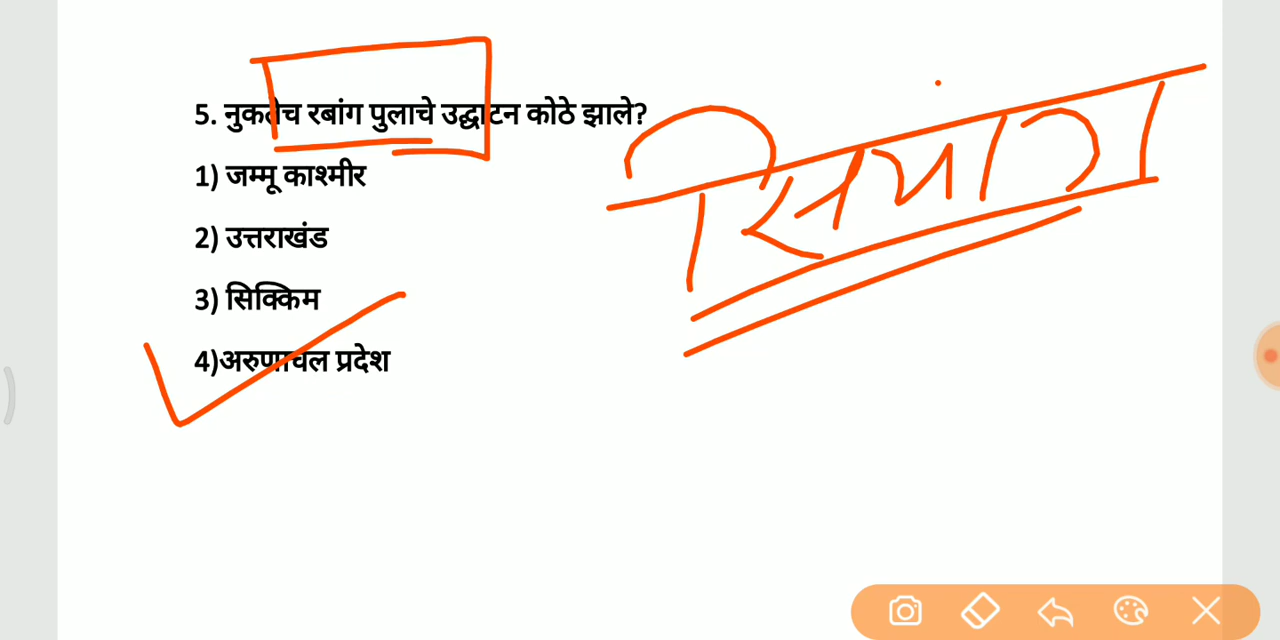 5. नुकतेच रबांग पुलाचे उद्घाटन कोठे झाले?
1) जम्मू काश्मीर
2) उत्तराखंड
3) सिक्किम
4)अरुणाचल प्रदेश
सियांग